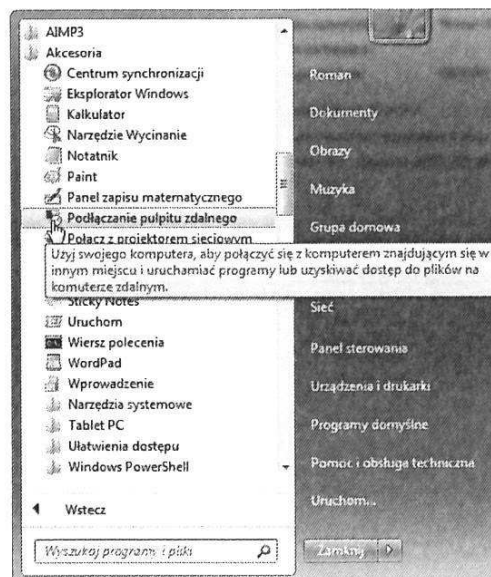 AIMP3
Akcesoria
Centrum synchronizacji
Eksplorator Windows
Kalkulator
Narzędzie Wycinanie
Notatnik
Paint
Panel zapisu matematycznego
Podłączanie pulpitu zdalnego
Połącz z projektorem sieciowym
Użyj swojego komputera, aby połączyć się z komputerem znajdującym się w
innym miejscu i uruchamiać programy lub uzyskiwać dostęp do plików na
komuterze zdalnym.
Sticky Notes
Uruchom
Wiersz polecenia
WordPad
Wprowadzenie
Narzędzia systemowe
Tablet PC
Ułatwienia dostępu
Windows PowerShell
Wstecz
Wyszukaj programy i pliki
Roman
Dokumenty
Obrazy
Muzyka
Grupa domowa
Sieć
Panel sterowania
Urządzenia i drukarki
Programy domyślne
Pomoc i obsługa techniczna
Uruchom...
Zamknij